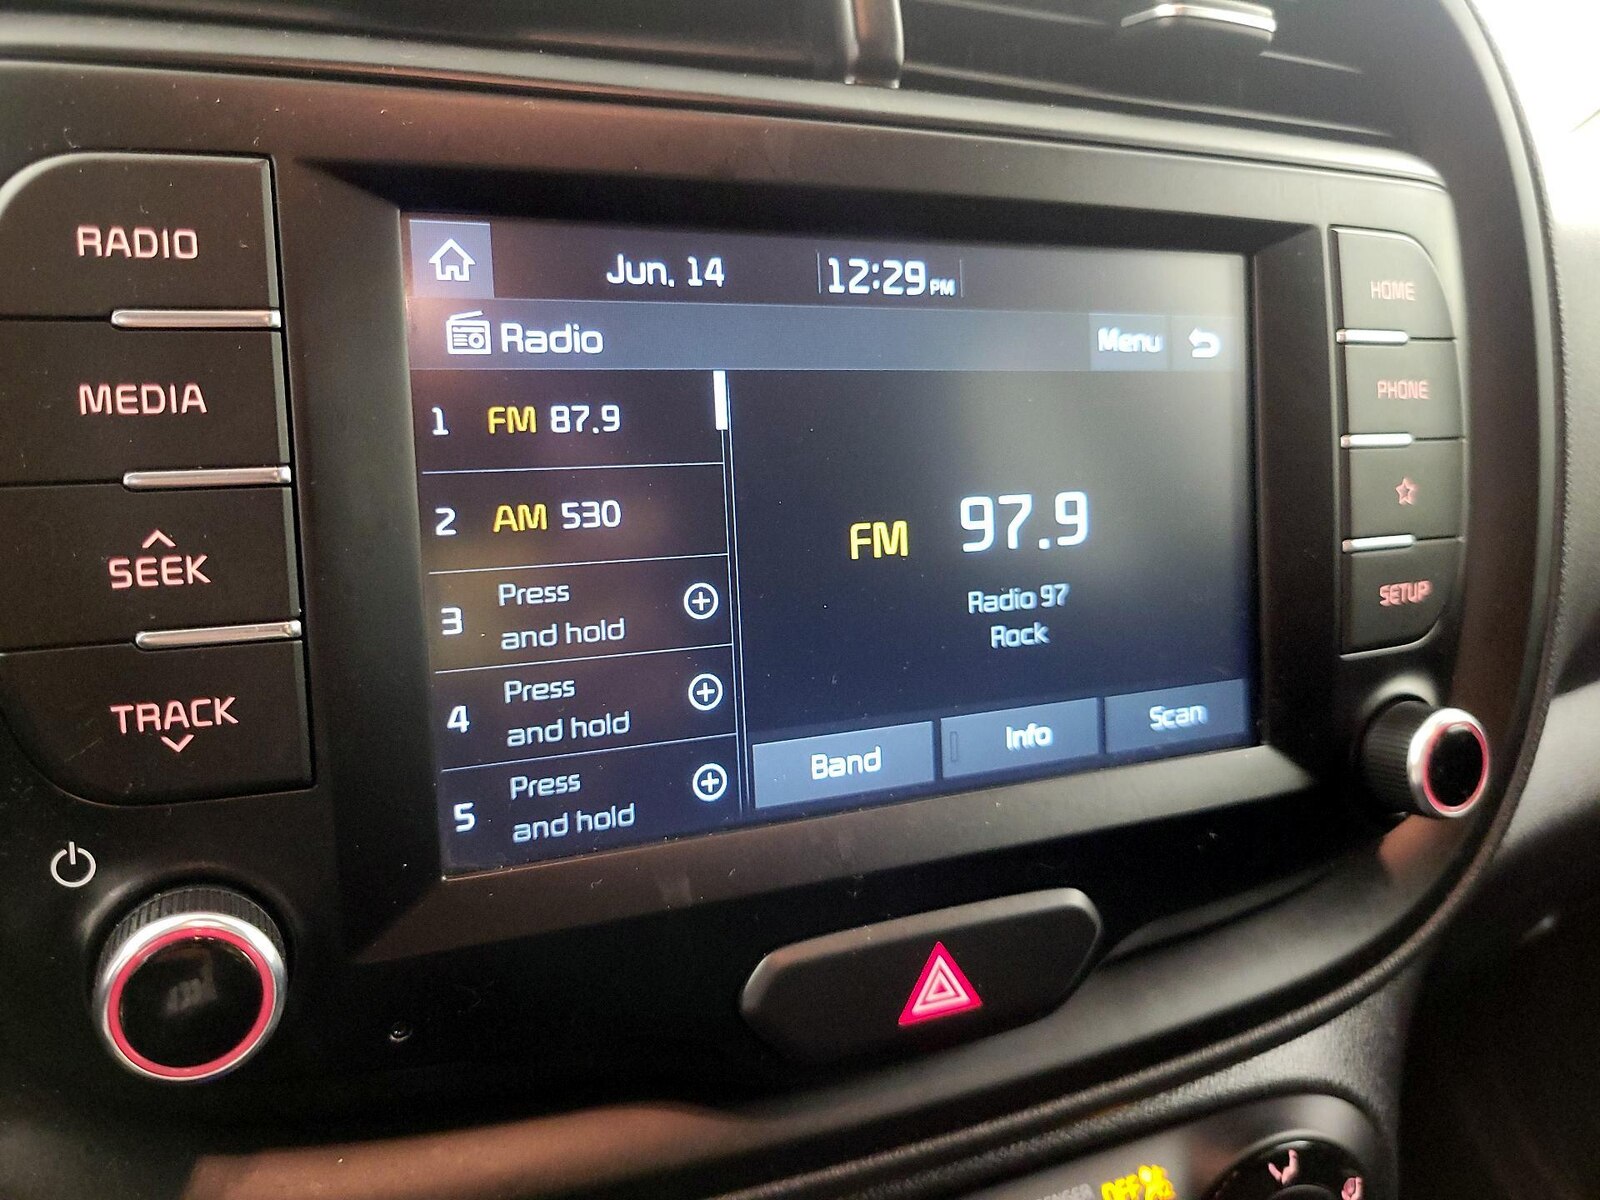 RADIO
MEDIA
SEEK
TRACK
Jun. 14 12:29 PM
Radio
Menu
1 FM 87.9
2 AM 530
3 Press
and hold
4 Press
and hold
5 Press
and hold
FM 97.9
Radio 97
Rock
Band
Info
Scan
HOME
PHONE
SETUP
OFF